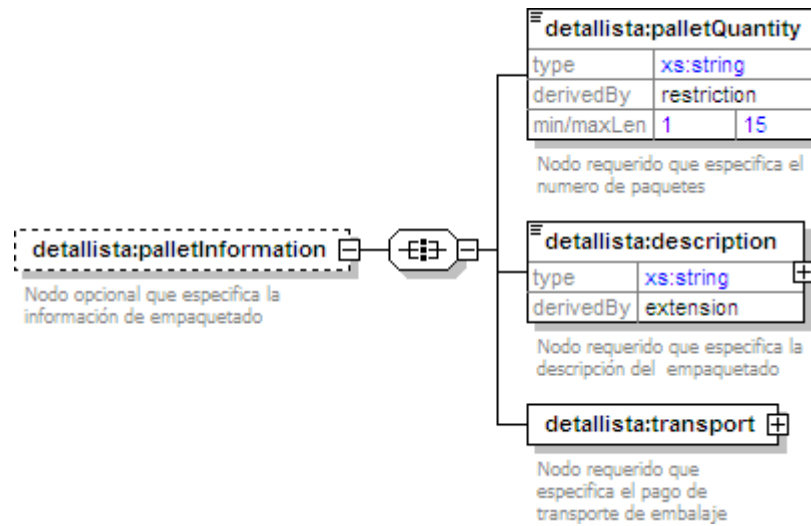 detallista:palletQuantity
type xs:string
derivedBy restriction
min/maxLen 1 15
Nodo requerido que especifica el
numero de paquetes
detallista:palletInformation
Nodo opcional que especifica la
información de empaquetado
detallista:description
type xs:string
derivedBy extension
Nodo requerido que especifica la
descripción del empaquetado
detallista:transport
Nodo requerido que
especifica el pago de
transporte de embalaje